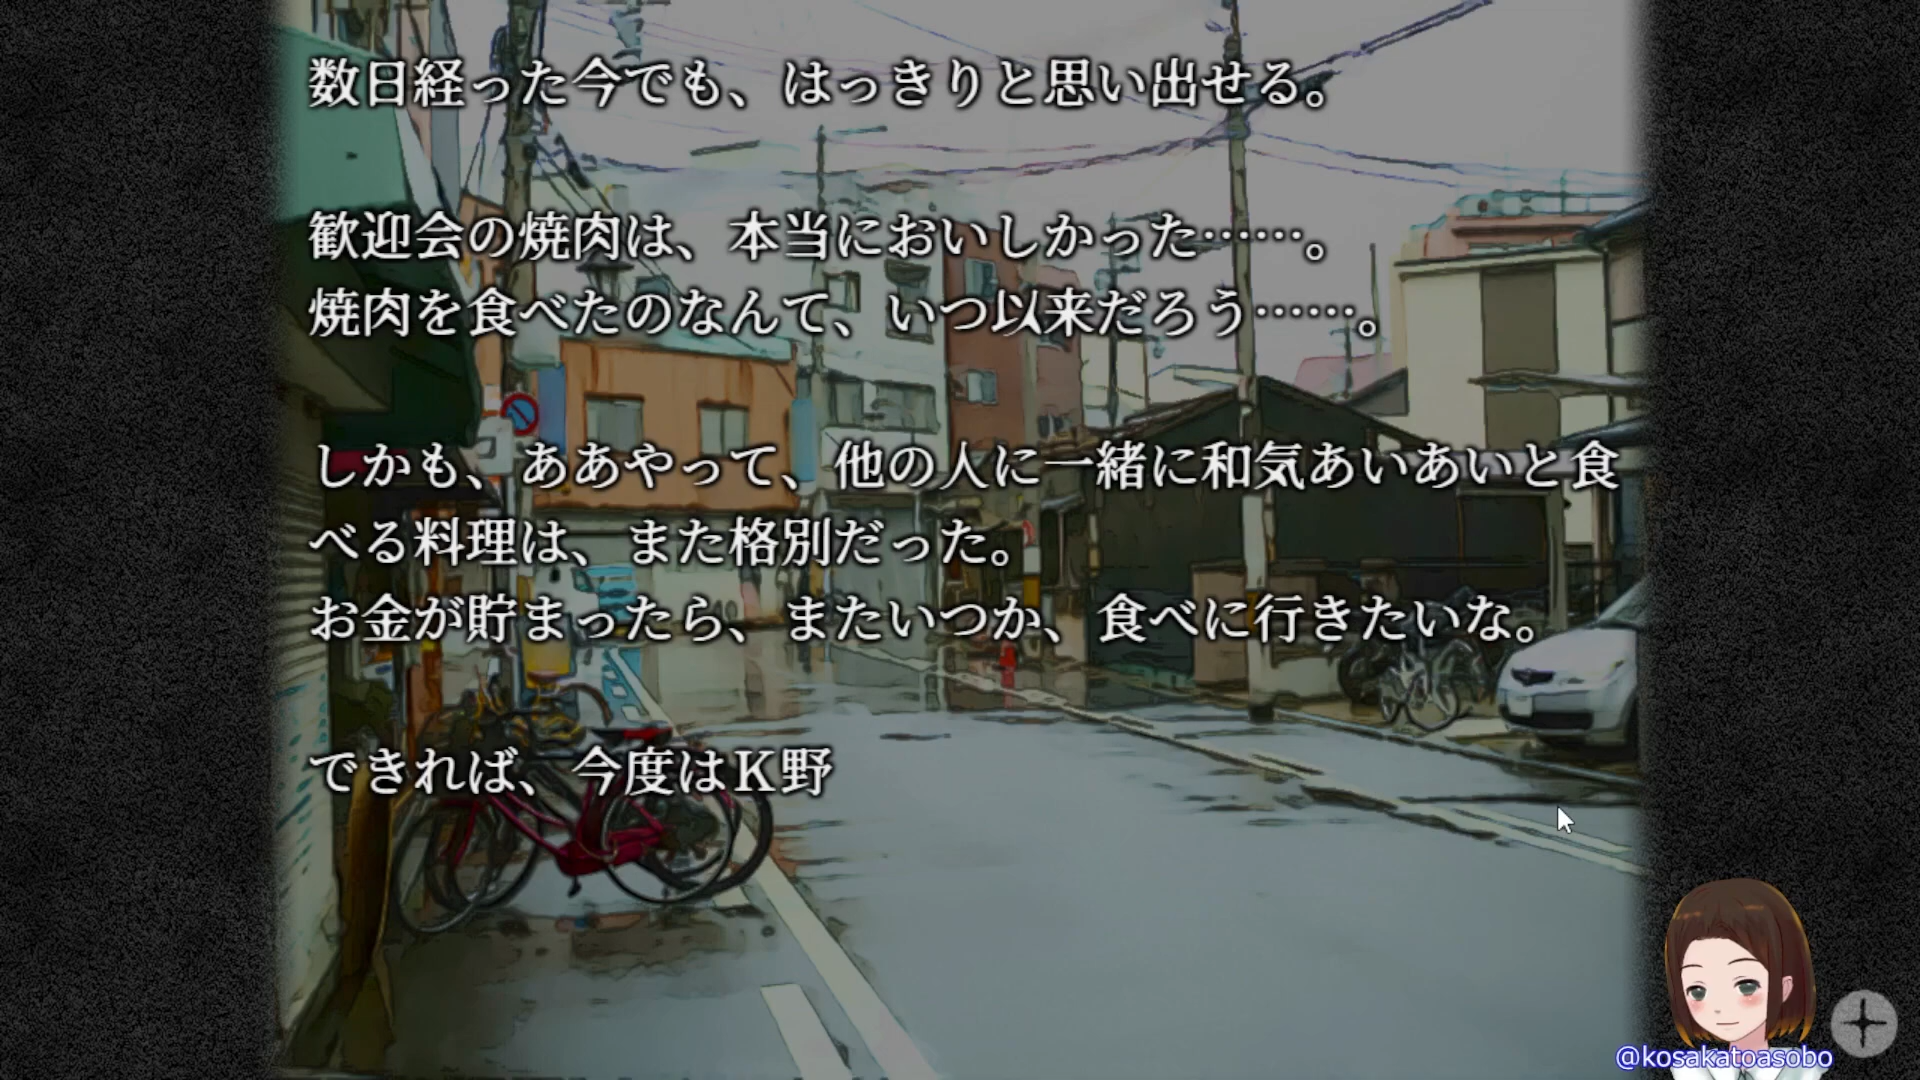 数日経った今でも、はっきりと思い出せる。
歓迎会の焼肉は、本当においしかった……。
焼肉を食べたのなんて、いつ以来だろう……。
しかも、ああやって、他の人に一緒に和気あいあいと食
べる料理は、また格別だった。
お金が貯まったら、またいつか、食べに行きたいな。
できれば、今度はＫ野
@kosakatoasobo